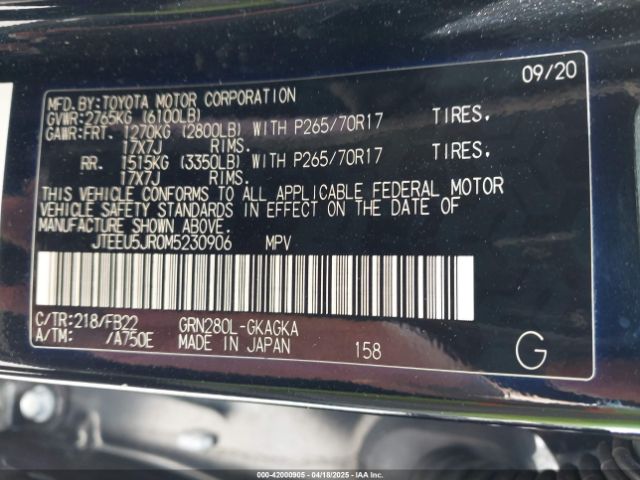 09/20
MFD.BY:TOYOTA MOTOR CORPORATION
GVWR:2765KG (6100LB)
GAWR:FRT. 1270KG (2800LB) WITH P265/70R17 TIRES,
17X7J RIMS.
RR. 1515KG (3350LB) WITH P265/70R17 TIRES,
17X7J RIMS.
THIS VEHICLE CONFORMS TO ALL APPLICABLE FEDERAL MOTOR
VEHICLE SAFETY STANDARDS IN EFFECT ON THE DATE OF
MANUFACTURE SHOWN ABOVE.
JTEEU5JR0M5230906 MPV
C/TR:218/FB22 GRN280L-GKAGKA
A/TM: /A750E MADE IN JAPAN 158 G
000-42000905 - 04/18/2025 - IAAI.COM